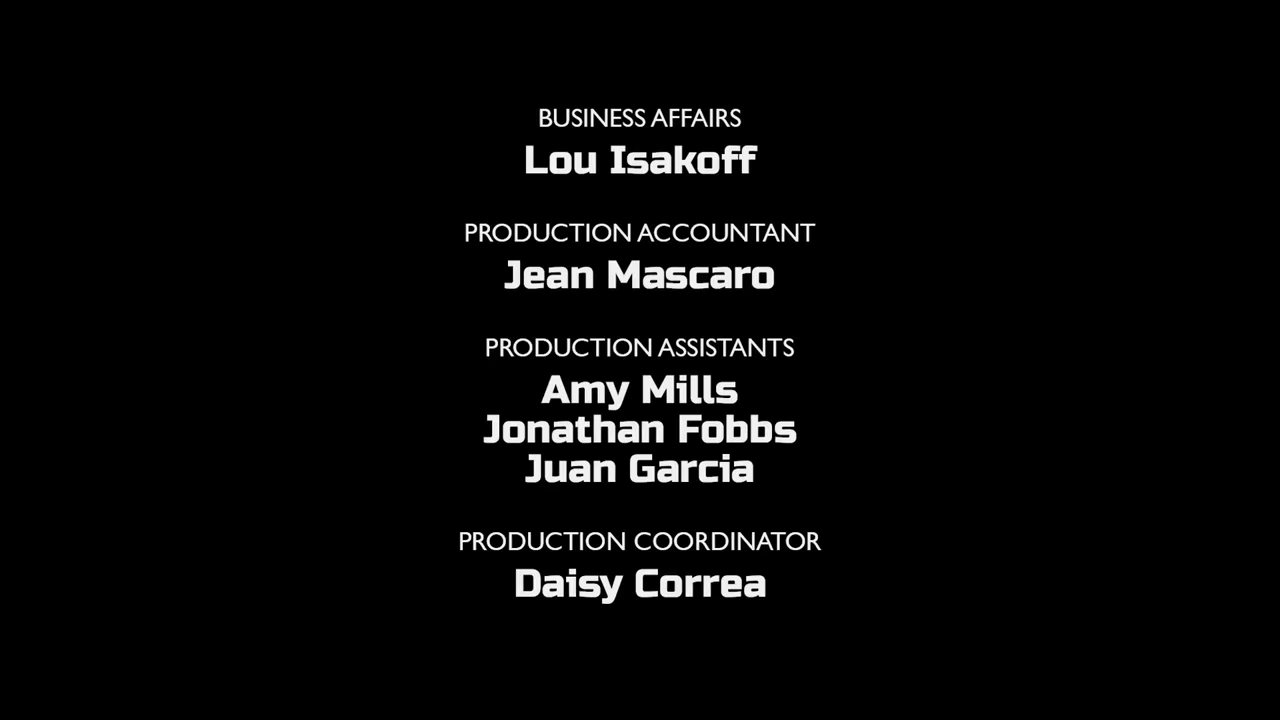 BUSINESS AFFAIRS
Lou Isakoff
PRODUCTION ACCOUNTANT
Jean Mascaro
PRODUCTION ASSISTANTS
Amy Mills
Jonathan Fobbs
Juan Garcia
PRODUCTION COORDINATOR
Daisy Correa